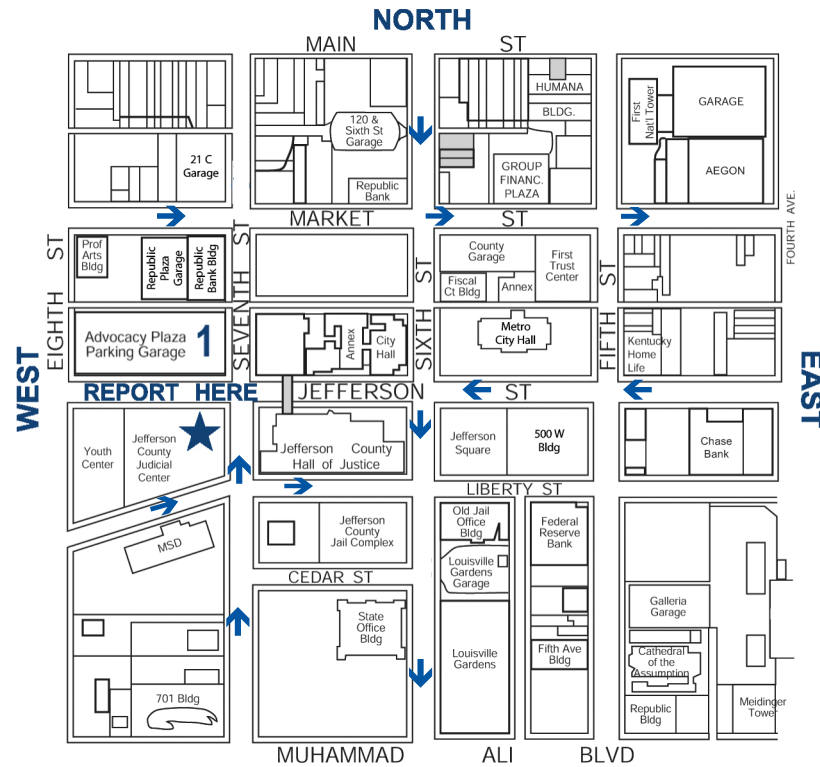 NORTH
MAIN ST
HUMANA
BLDG.
First
Nat'l Tower
GARAGE
120 &
Sixth St
Garage
21 C
Garage
GROUP
FINANC.
PLAZA
AEGON
Republic
Bank
MARKET ST
FOURTH AVE.
EIGHTH ST
SEVENTH ST
SIXTH ST
FIFTH ST
Prof
Arts
Bldg
Republic
Plaza
Garage
Republic
Bank Bldg
County
Garage
First
Trust
Center
Fiscal
Ct Bldg
Annex
Advocacy Plaza
Parking Garage
1
Annex
City
Hall
Metro
City Hall
Kentucky
Home
Life
WEST
EAST
REPORT HERE
JEFFERSON ST
Youth
Center
Jefferson
County
Judicial
Center
Jefferson County
Hall of Justice
Jefferson
Square
500 W
Bldg
Chase
Bank
LIBERTY ST
MSD
Jefferson
County
Jail Complex
Old Jail
Office
Bldg
Federal
Reserve
Bank
Louisville
Gardens
Garage
CEDAR ST
State
Office
Bldg
Galleria
Garage
Louisville
Gardens
Fifth Ave
Bldg
Cathedral
of the
Assumption
701 Bldg
Republic
Bldg
Meidinger
Tower
MUHAMMAD ALI BLVD